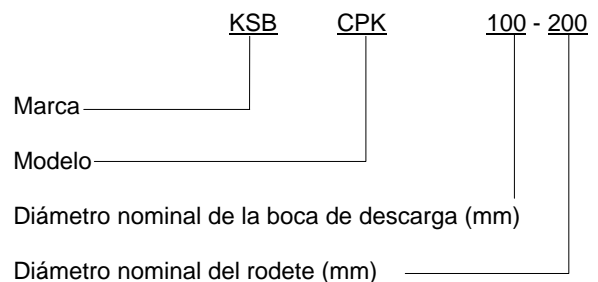 KSB CPK 100 - 200
Marca
Modelo
Diámetro nominal de la boca de descarga (mm)
Diámetro nominal del rodete (mm)